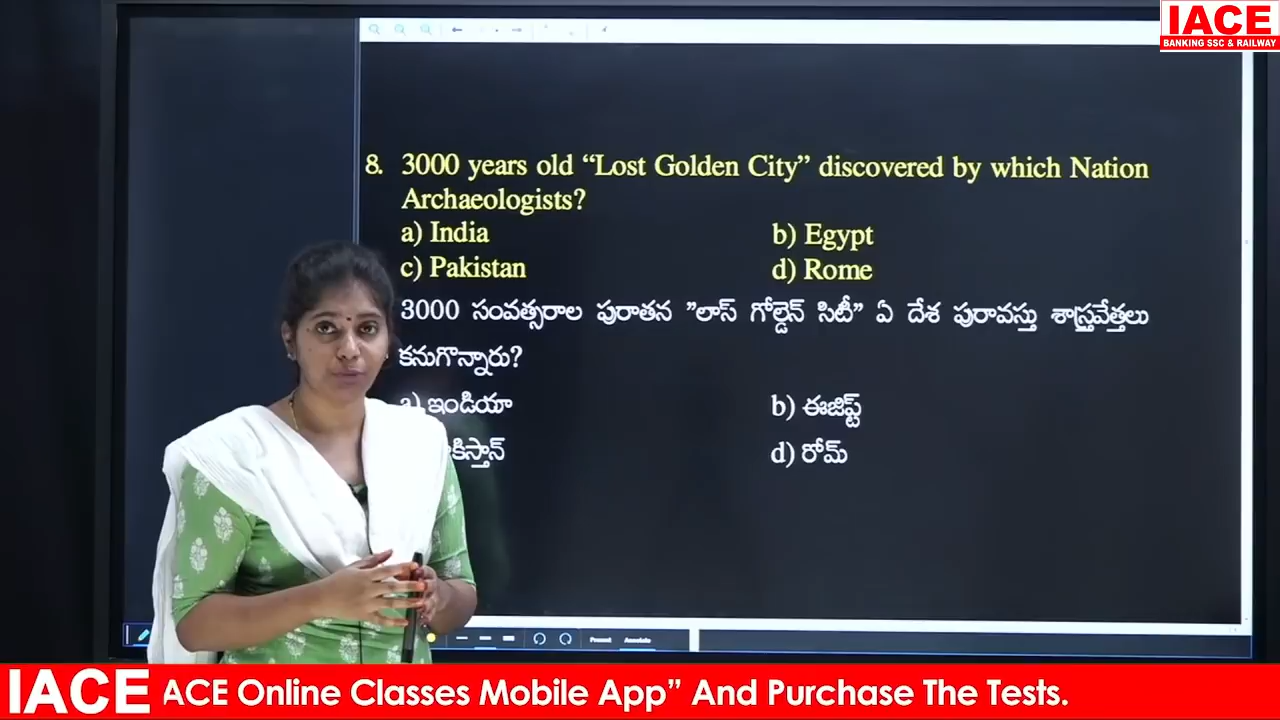 IACE
BANKING SSC & RAILWAY
8. 3000 years old “Lost Golden City” discovered by which Nation
Archaeologists?
a) India b) Egypt
c) Pakistan d) Rome
3000 సంవత్సరాల పురాతన ”లాస్ గోల్డెన్ సిటీ” ఏ దేశ పురావస్తు శాస్త్రవేత్తలు
కనుగొన్నారు?
a) ఇండియా b) ఈజిప్ట్
కిస్తాన్ d) రోమ్
Present Annotate
IACE ACE Online Classes Mobile App” And Purchase The Tests.